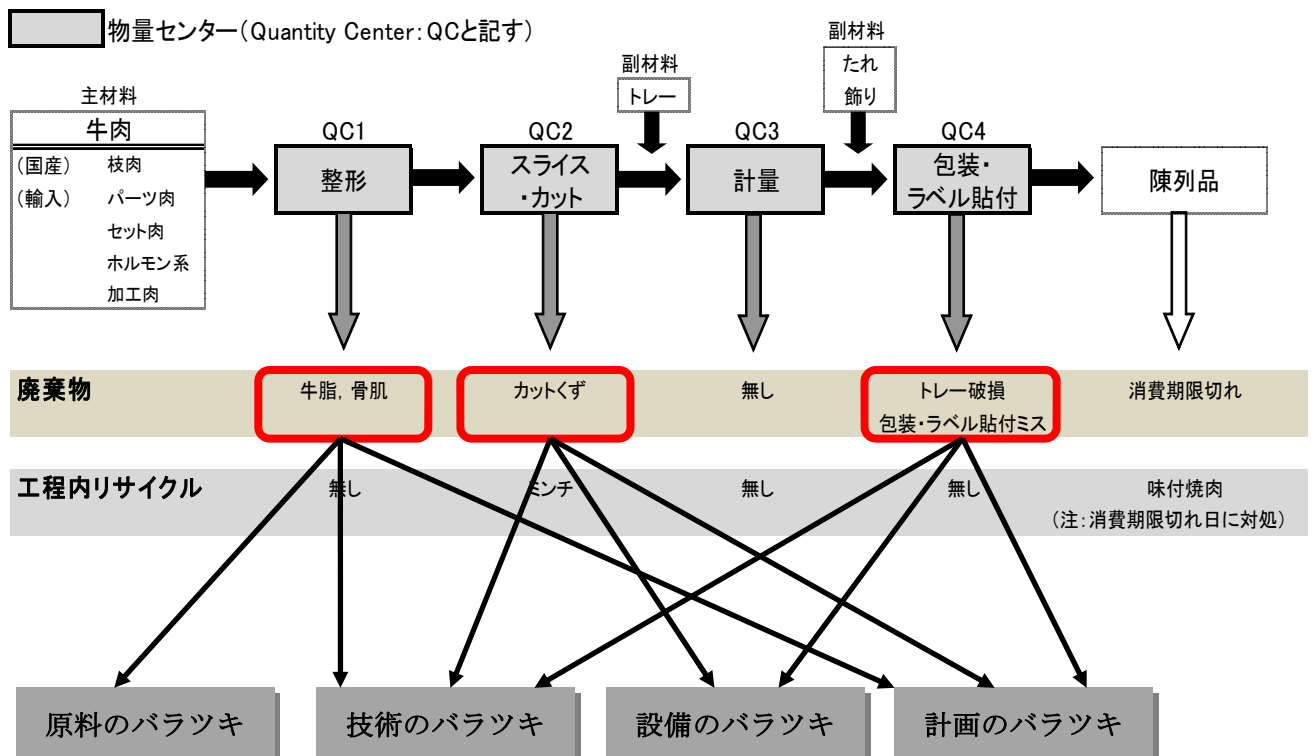 物量センター(Quantity Center:QCと記す)
主材料
牛肉
(国産) 枝肉
(輸入) パーツ肉
セット肉
ホルモン系
加工肉
QC1
整形
QC2
スライス
・カット
副材料
トレー
QC3
計量
副材料
たれ
飾り
QC4
包装・
ラベル貼付
陳列品
廃棄物
牛脂, 骨肌
カットくず
無し
トレー破損
包装・ラベル貼付ミス
消費期限切れ
工程内リサイクル
無し
ミンチ
無し
無し
味付焼肉
(注:消費期限切れ日に対処)
原料のバラツキ
技術のバラツキ
設備のバラツキ
計画のバラツキ